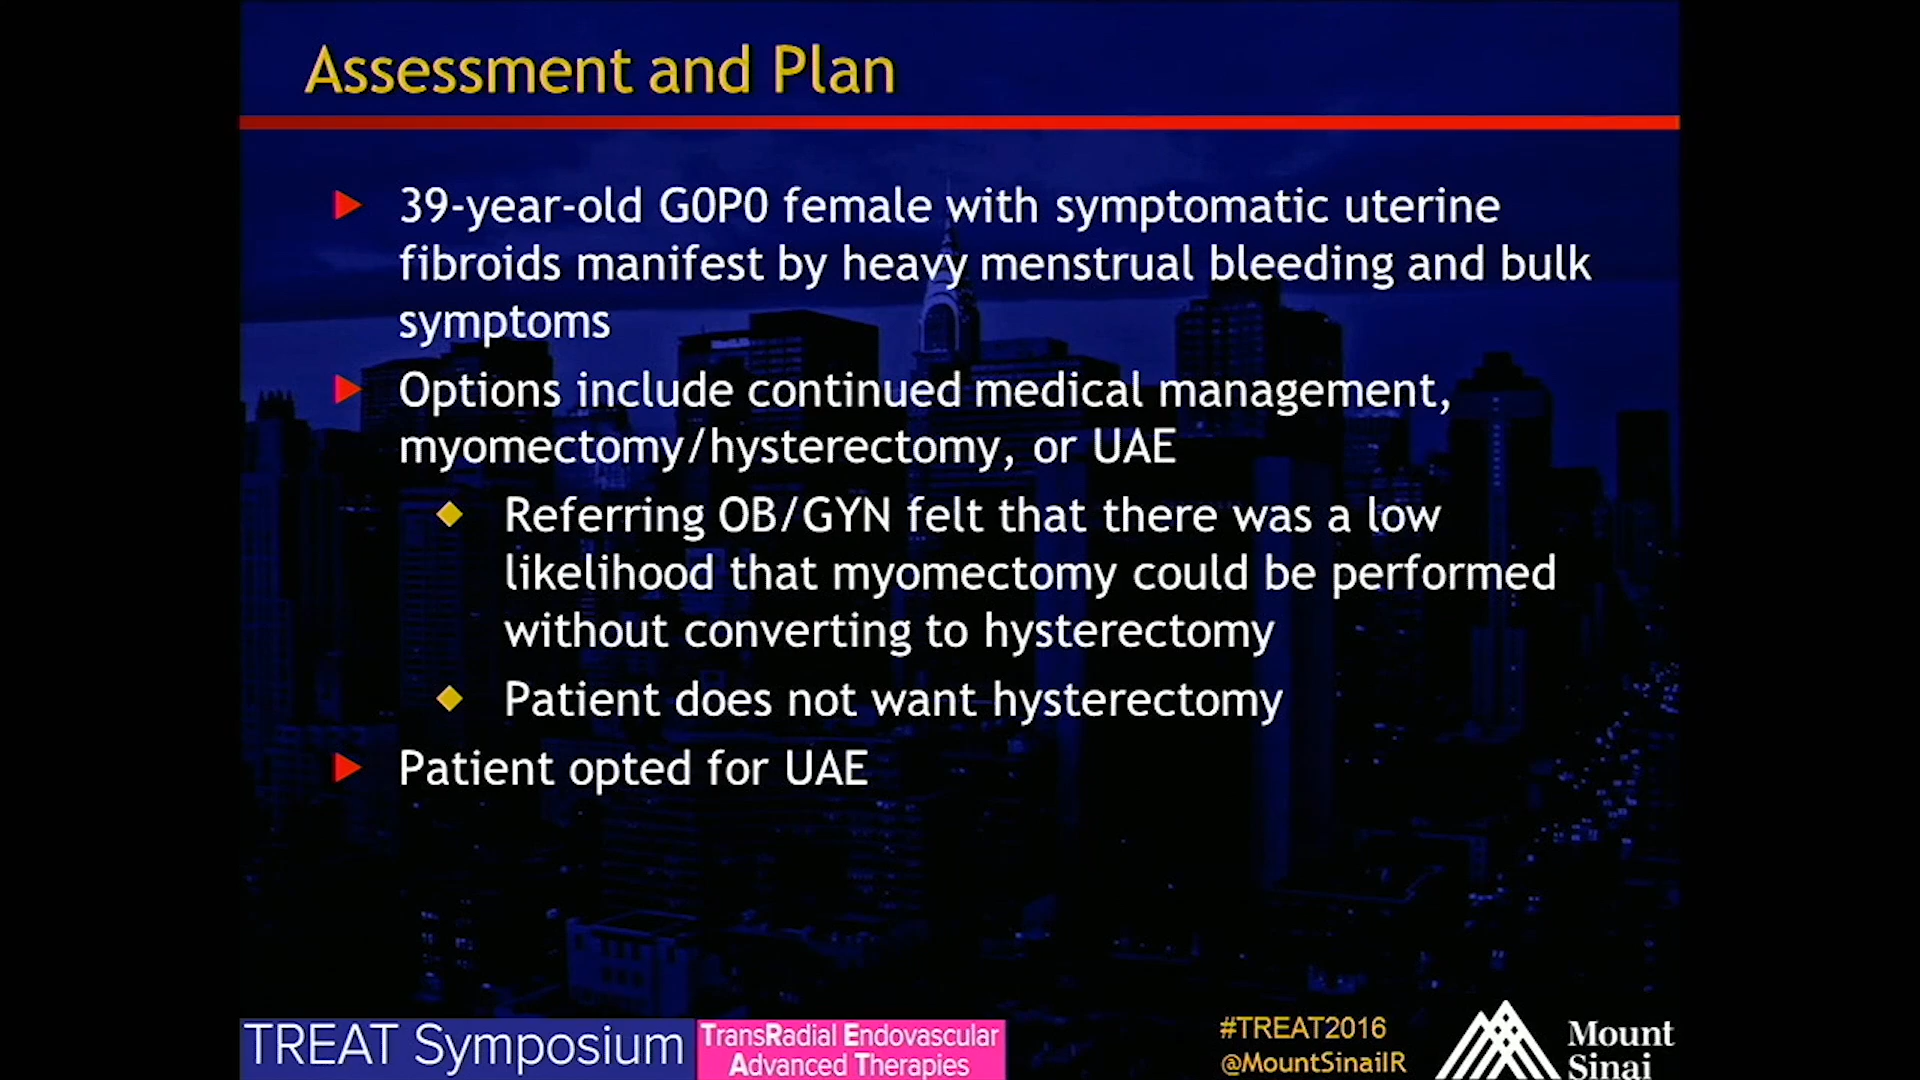 Assessment and Plan
39-year-old G0P0 female with symptomatic uterine
fibroids manifest by heavy menstrual bleeding and bulk
symptoms
Options include continued medical management,
myomectomy/hysterectomy, or UAE
Referring OB/GYN felt that there was a low
likelihood that myomectomy could be performed
without converting to hysterectomy
Patient does not want hysterectomy
Patient opted for UAE
TREAT Symposium
TransRadial Endovascular
Advanced Therapies
#TREAT2016
@MountSinaiIR
Mount
Sinai